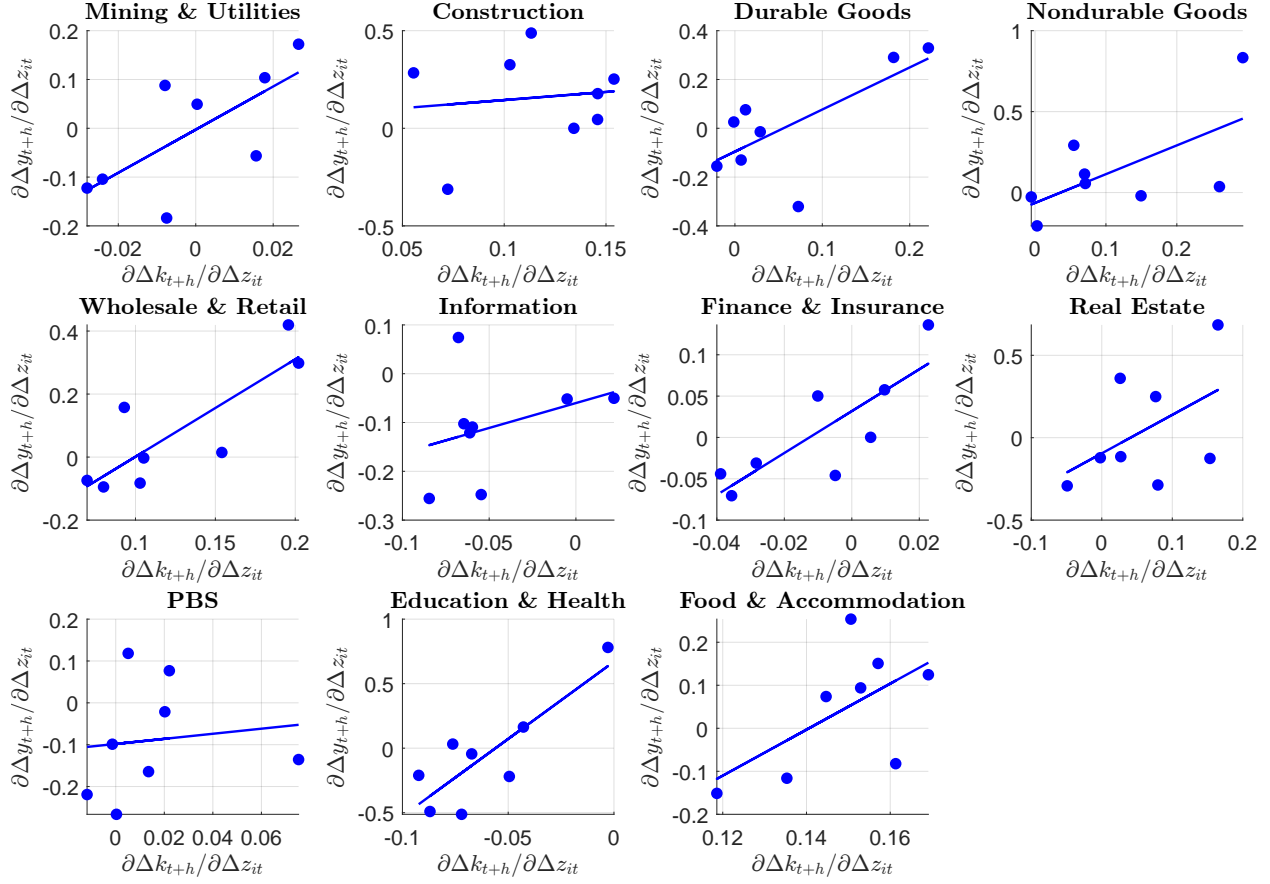 Mining & Utilities
0.2
0.1
0
-0.1
-0.2
-0.02
0
0.02
∂Δy_{t+h}/∂Δz_{it}
∂Δk_{t+h}/∂Δz_{it}
Construction
0.5
0
-0.5
0.05
0.1
0.15
∂Δy_{t+h}/∂Δz_{it}
∂Δk_{t+h}/∂Δz_{it}
Durable Goods
0.4
0.2
0
-0.2
-0.4
0
0.1
0.2
∂Δy_{t+h}/∂Δz_{it}
∂Δk_{t+h}/∂Δz_{it}
Nondurable Goods
1
0.5
0
0
0.1
0.2
∂Δy_{t+h}/∂Δz_{it}
∂Δk_{t+h}/∂Δz_{it}
Wholesale & Retail
0.4
0.2
0
-0.2
0.1
0.15
0.2
∂Δy_{t+h}/∂Δz_{it}
∂Δk_{t+h}/∂Δz_{it}
Information
0.1
0
-0.1
-0.2
-0.3
-0.1
-0.05
0
∂Δy_{t+h}/∂Δz_{it}
∂Δk_{t+h}/∂Δz_{it}
Finance & Insurance
0.1
0.05
0
-0.05
-0.1
-0.04
-0.02
0
0.02
∂Δy_{t+h}/∂Δz_{it}
∂Δk_{t+h}/∂Δz_{it}
Real Estate
0.5
0
-0.5
-0.1
0
0.1
0.2
∂Δy_{t+h}/∂Δz_{it}
∂Δk_{t+h}/∂Δz_{it}
PBS
0.2
0.1
0
-0.1
-0.2
0
0.02
0.04
0.06
∂Δy_{t+h}/∂Δz_{it}
∂Δk_{t+h}/∂Δz_{it}
Education & Health
1
0.5
0
-0.5
-0.1
-0.05
0
∂Δy_{t+h}/∂Δz_{it}
∂Δk_{t+h}/∂Δz_{it}
Food & Accommodation
0.2
0.1
0
-0.1
-0.2
0.12
0.14
0.16
∂Δy_{t+h}/∂Δz_{it}
∂Δk_{t+h}/∂Δz_{it}